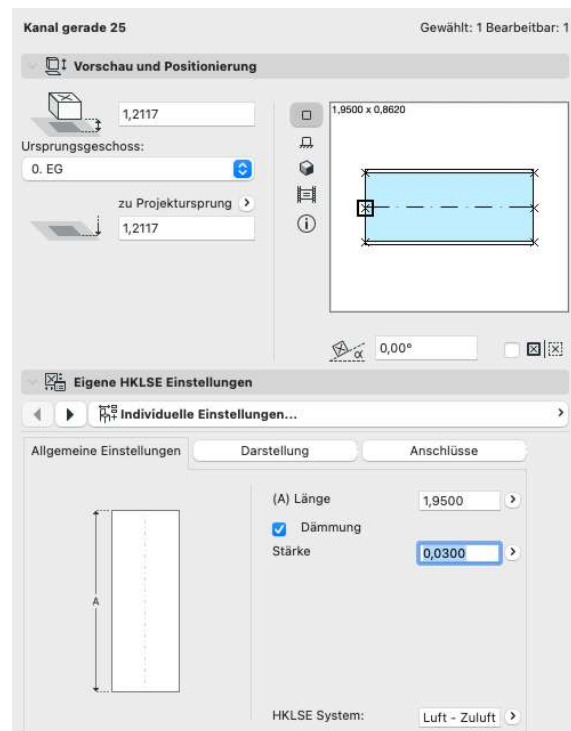 Kanal gerade 25 Gewählt: 1 Bearbeitbar: 1
Vorschau und Positionierung
1,2117
Ursprungsgeschoss:
0. EG
zu Projektursprung
1,2117
1,9500 x 0,8620
α 0,00°
Eigene HKLSE Einstellungen
Individuelle Einstellungen...
Allgemeine Einstellungen Darstellung Anschlüsse
A
(A) Länge 1,9500
Dämmung
Stärke 0,0300
HKLSE System: Luft - Zuluft